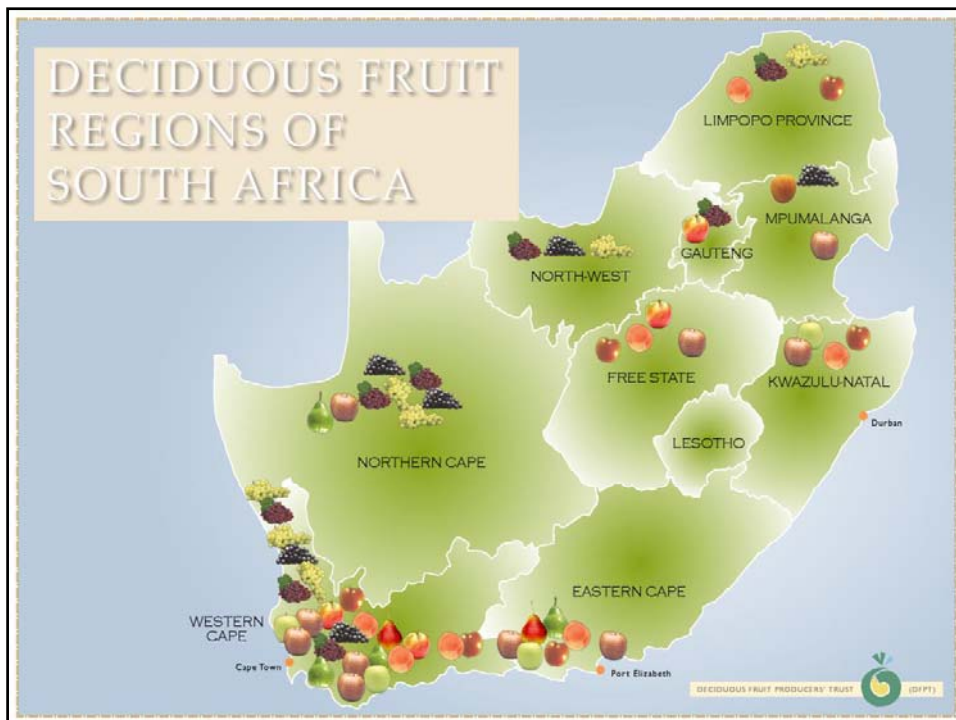 DECIDUOUS FRUIT
REGIONS OF
SOUTH AFRICA
LIMPOPO PROVINCE
MPUMALANGA
GAUTENG
NORTH-WEST
FREE STATE
KWAZULU-NATAL
Durban
LESOTHO
NORTHERN CAPE
EASTERN CAPE
WESTERN
CAPE
Cape Town
Port Elizabeth
DECIDUOUS FRUIT PRODUCERS' TRUST (DFPT)